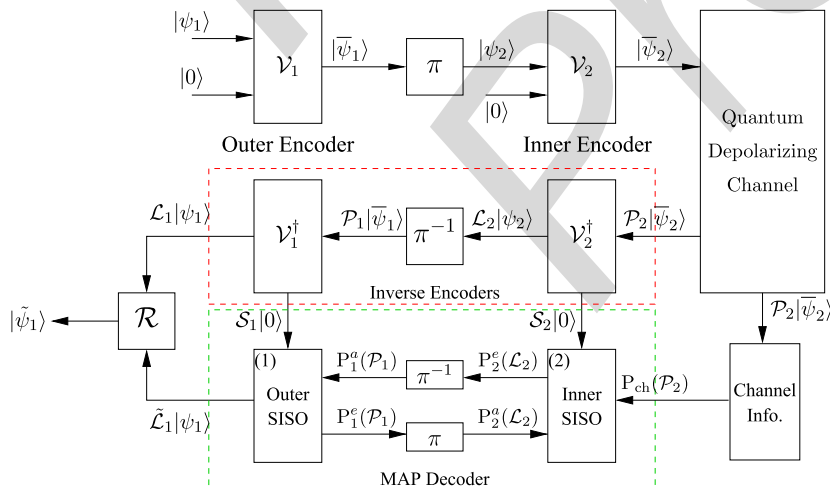 |ψ₁⟩
|0⟩
𝒱₁
|ψ̅₁⟩
π
|ψ₂⟩
|0⟩
𝒱₂
|ψ̅₂⟩
Outer Encoder
Inner Encoder
Quantum
Depolarizing
Channel
ℒ₁|ψ₁⟩
𝒱₁†
𝒫₁|ψ̅₁⟩
π⁻¹
ℒ₂|ψ₂⟩
𝒱₂†
𝒫₂|ψ̅₂⟩
Inverse Encoders
|ψ̃₁⟩
ℛ
𝒮₁|0⟩
𝒮₂|0⟩
𝒫₂|ψ̅₂⟩
ℒ̃₁|ψ₁⟩
(1)
Outer
SISO
P₁ᵃ(𝒫₁)
π⁻¹
P₂ᵉ(ℒ₂)
P₁ᵉ(𝒫₁)
π
P₂ᵃ(ℒ₂)
(2)
Inner
SISO
P_ch(𝒫₂)
Channel
Info.
MAP Decoder